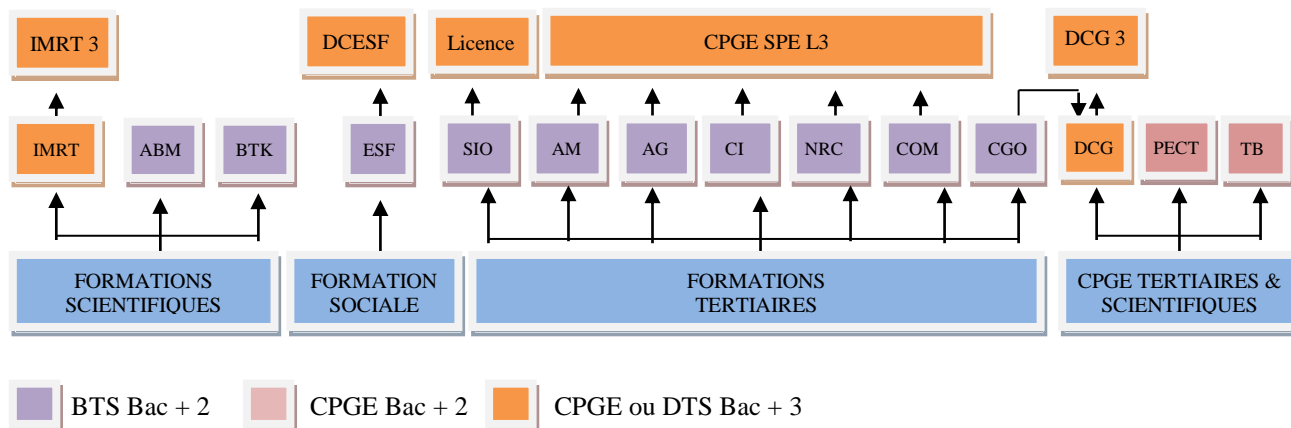 IMRT 3
DCESF
Licence
CPGE SPE L3
DCG 3
IMRT
ABM
BTK
ESF
SIO
AM
AG
CI
NRC
COM
CGO
DCG
PECT
TB
FORMATIONS
SCIENTIFIQUES
FORMATION
SOCIALE
FORMATIONS
TERTIAIRES
CPGE TERTIAIRES &
SCIENTIFIQUES
BTS Bac + 2
CPGE Bac + 2
CPGE ou DTS Bac + 3